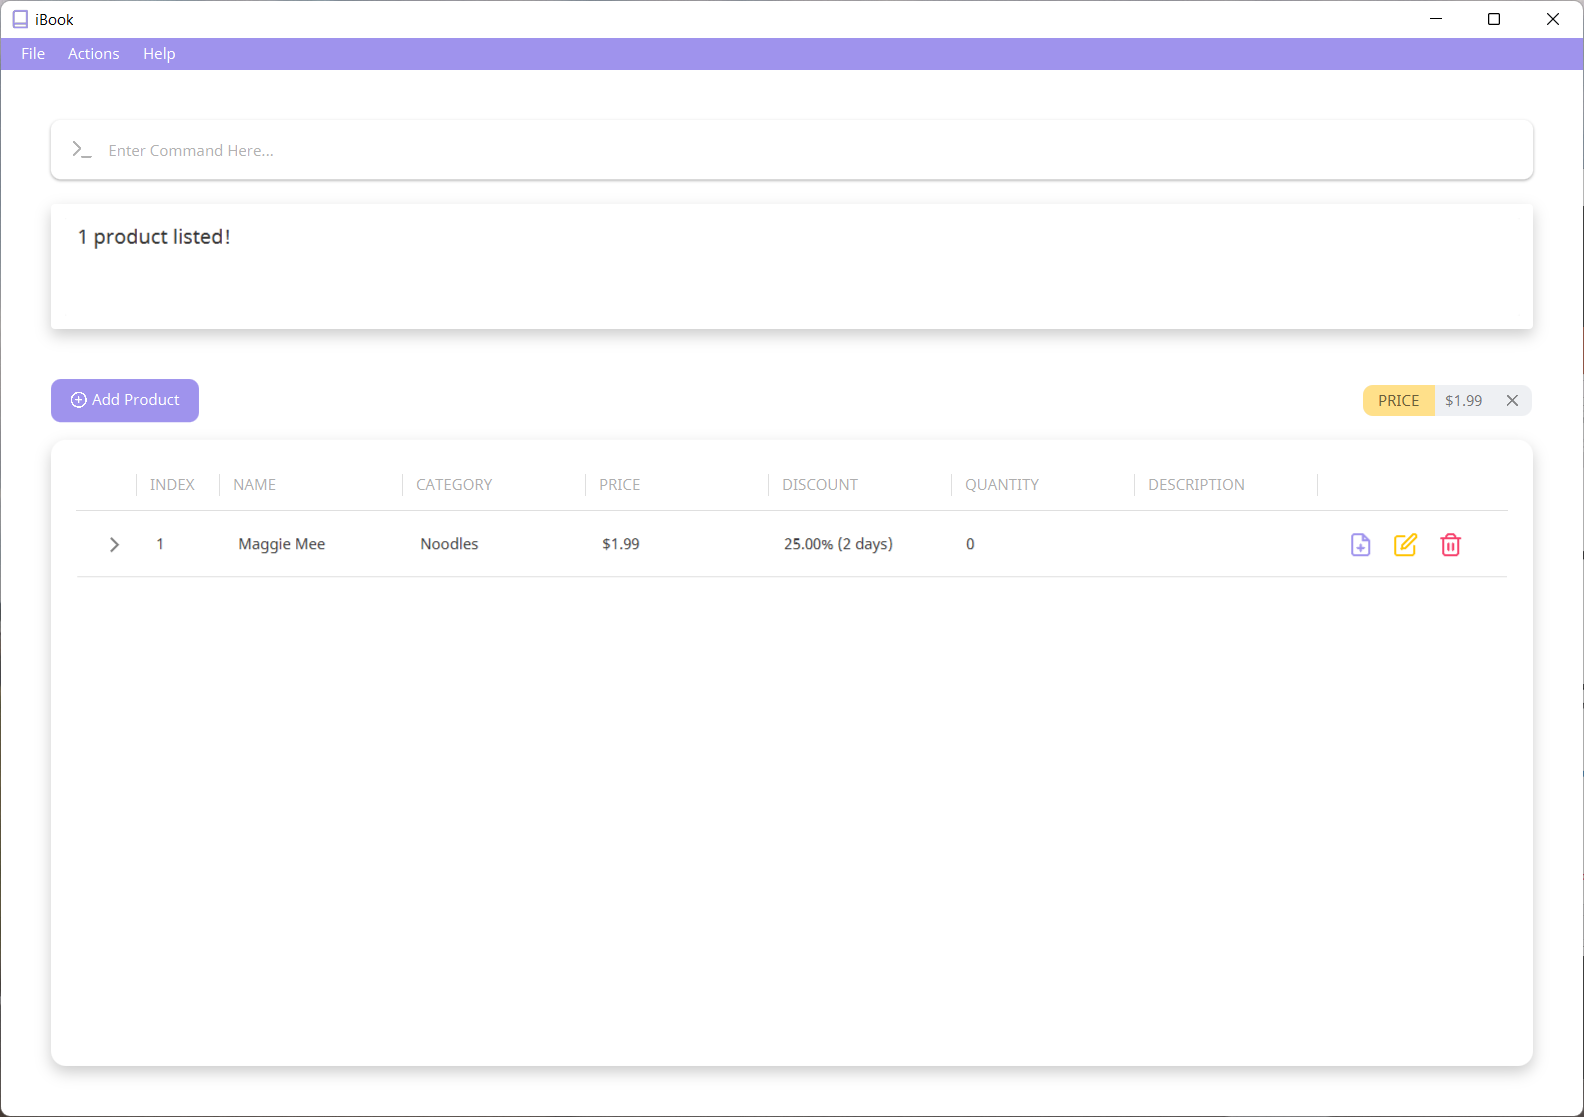 iBook
File Actions Help
Enter Command Here...
1 product listed!
Add Product PRICE $1.99
INDEX NAME CATEGORY PRICE DISCOUNT QUANTITY DESCRIPTION
1 Maggie Mee Noodles $1.99 25.00% (2 days) 0